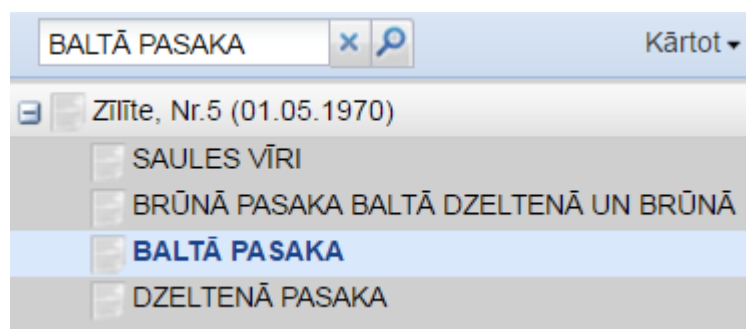 BALTĀ PASAKA Kārtot
Zīlīte, Nr.5 (01.05.1970)
SAULES VĪRI
BRŪNĀ PASAKA BALTĀ DZELTENĀ UN BRŪNĀ
BALTĀ PASAKA
DZELTENĀ PASAKA